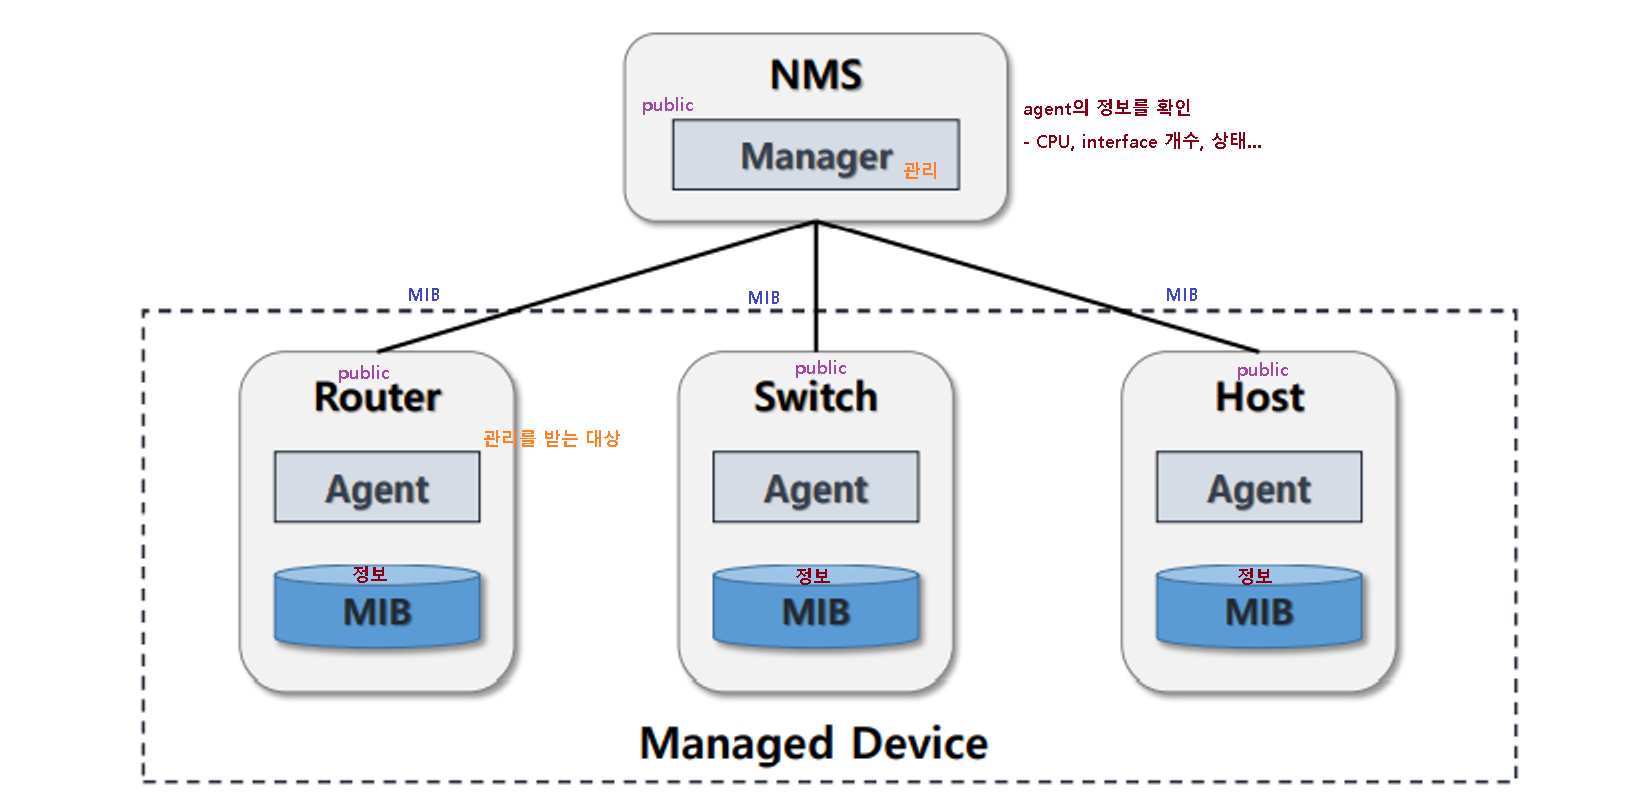 NMS
public
Manager
관리
agent의 정보를 확인
- CPU, interface 개수, 상태...
MIB
MIB
MIB
public
Router
관리를 받는 대상
Agent
정보
MIB
public
Switch
Agent
정보
MIB
public
Host
Agent
정보
MIB
Managed Device